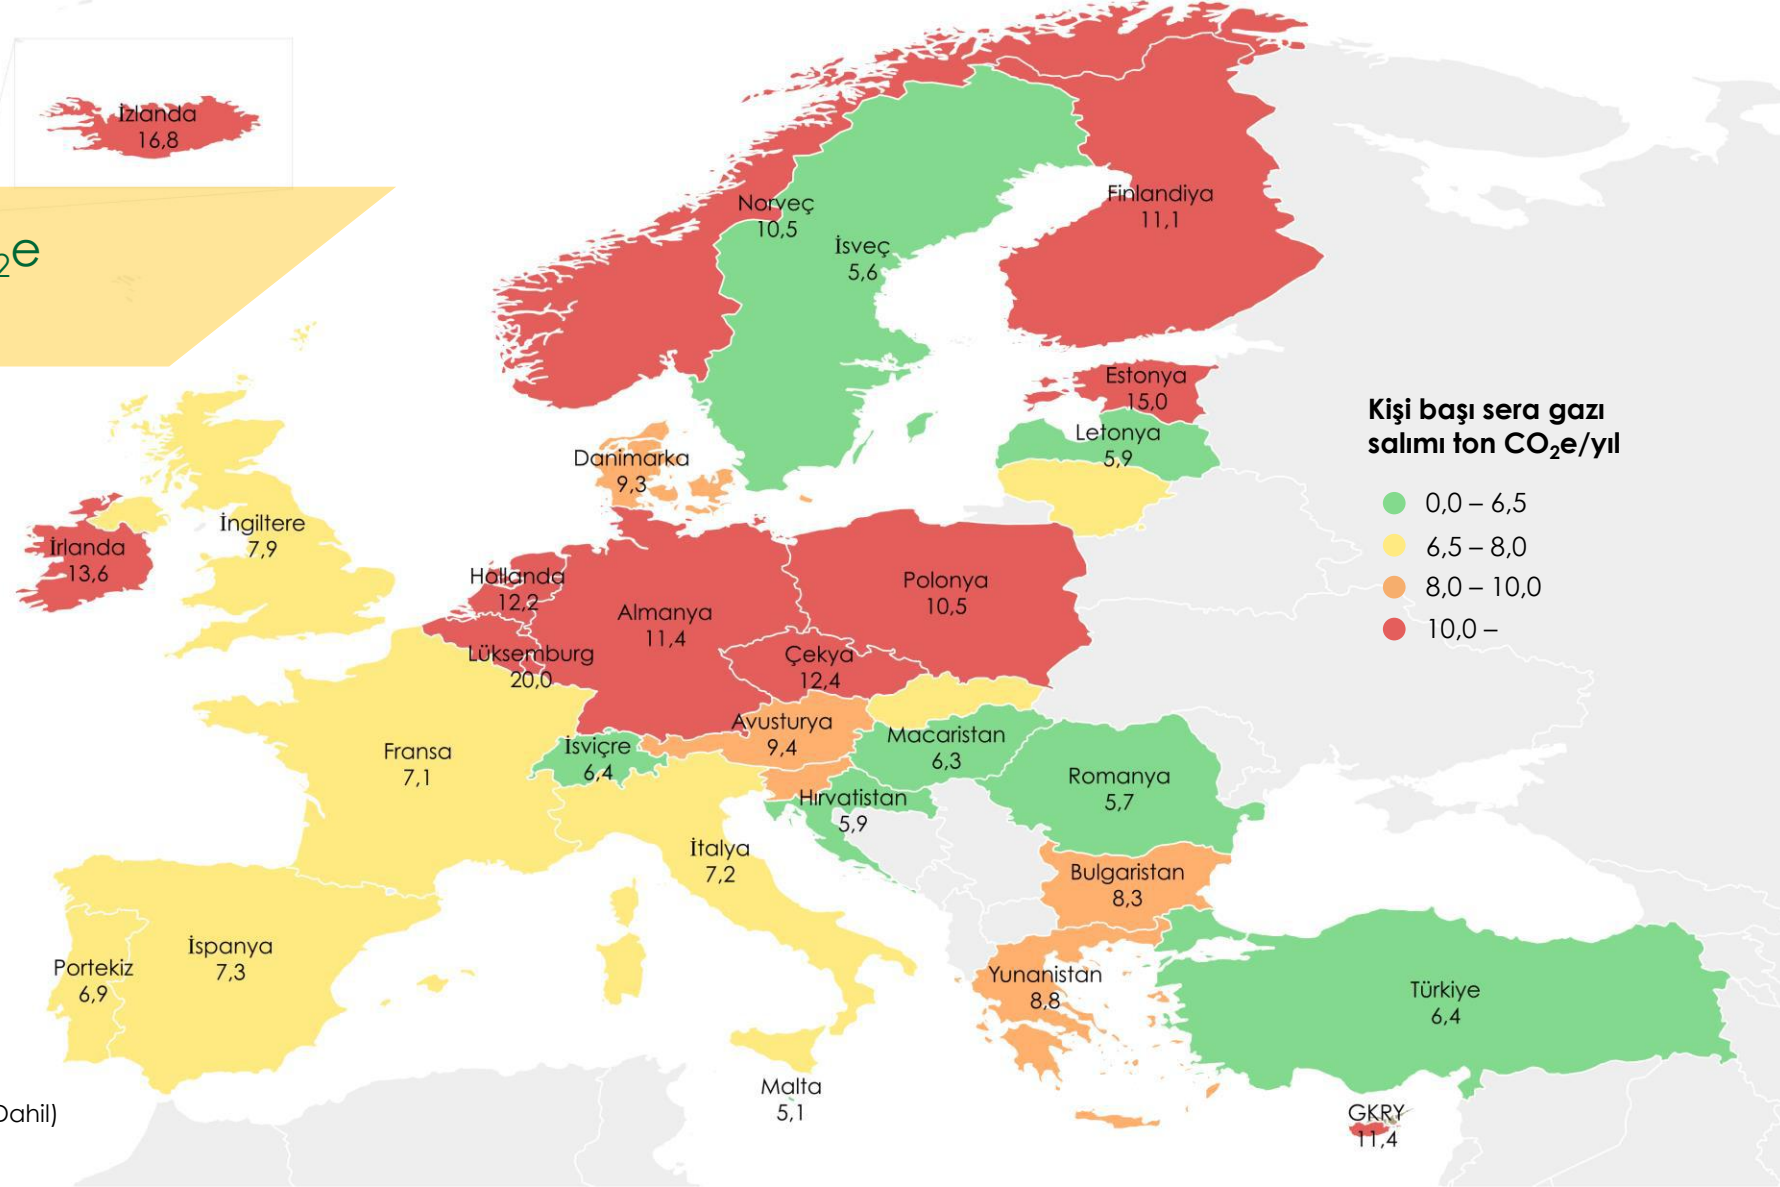 İzlanda
16,8
₂e
Norveç
10,5
İsveç
5,6
Finlandiya
11,1
Estonya
15,0
Letonya
5,9
Danimarka
9,3
İngiltere
7,9
İrlanda
13,6
Hollanda
12,2
Almanya
11,4
Polonya
10,5
Lüksemburg
20,0
Çekya
12,4
Avusturya
9,4
Fransa
7,1
İsviçre
6,4
Macaristan
6,3
Romanya
5,7
Hırvatistan
5,9
İtalya
7,2
Bulgaristan
8,3
İspanya
7,3
Portekiz
6,9
Yunanistan
8,8
Türkiye
6,4
Malta
5,1
GKRY
11,4
Dahil)
Kişi başı sera gazı
salımı ton CO₂e/yıl
0,0 – 6,5
6,5 – 8,0
8,0 – 10,0
10,0 –